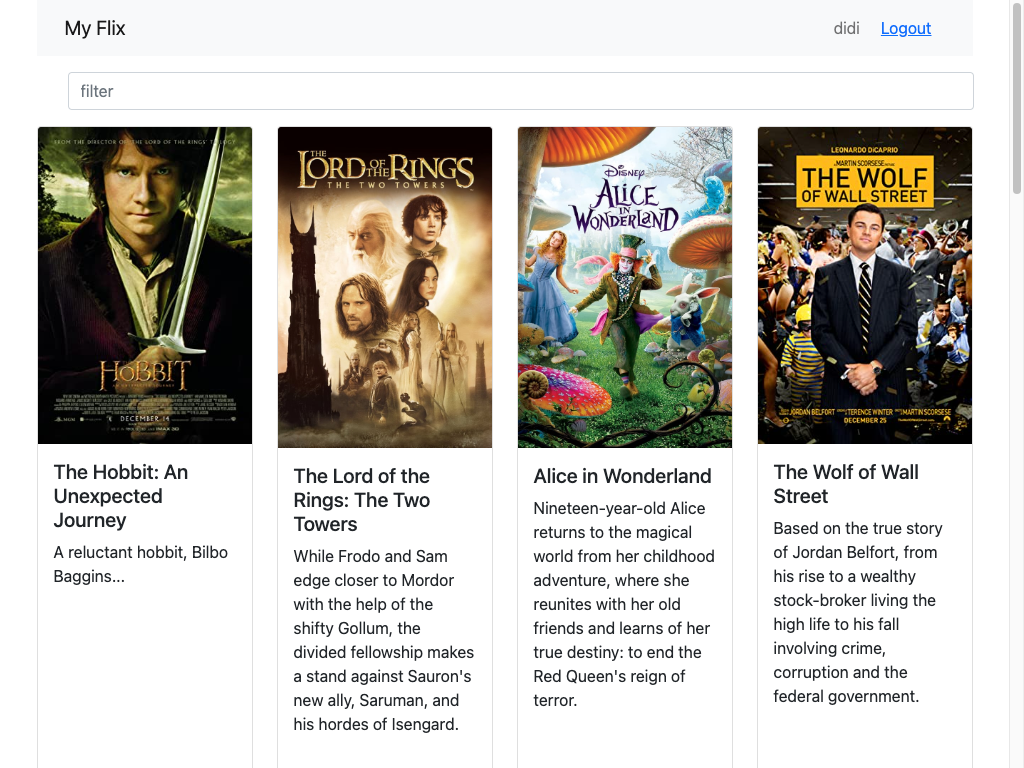 My Flix
didi
Logout
filter
FROM THE DIRECTOR OF THE LORD OF THE RINGS TRILOGY
THE HOBBIT
AN UNEXPECTED JOURNEY
DECEMBER 14
THE LORD OF THE RINGS
THE TWO TOWERS
DISNEY
ALICE
IN
WONDERLAND
LEONARDO DiCAPRIO
MARTIN SCORSESE
THE WOLF
OF WALL STREET
JORDAN BELFORT TERENCE WINTER MARTIN SCORSESE
DECEMBER 25
The Hobbit: An
Unexpected
Journey
A reluctant hobbit, Bilbo
Baggins...
The Lord of the
Rings: The Two
Towers
While Frodo and Sam
edge closer to Mordor
with the help of the
shifty Gollum, the
divided fellowship makes
a stand against Sauron's
new ally, Saruman, and
his hordes of Isengard.
Alice in Wonderland
Nineteen-year-old Alice
returns to the magical
world from her childhood
adventure, where she
reunites with her old
friends and learns of her
true destiny: to end the
Red Queen's reign of
terror.
The Wolf of Wall
Street
Based on the true story
of Jordan Belfort, from
his rise to a wealthy
stock-broker living the
high life to his fall
involving crime,
corruption and the
federal government.